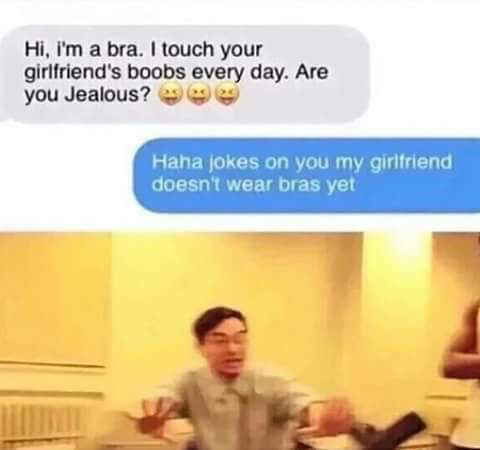 Hi, i'm a bra. I touch your
girlfriend's boobs every day. Are
you Jealous? 😝😝😝
Haha jokes on you my girlfriend
doesn't wear bras yet